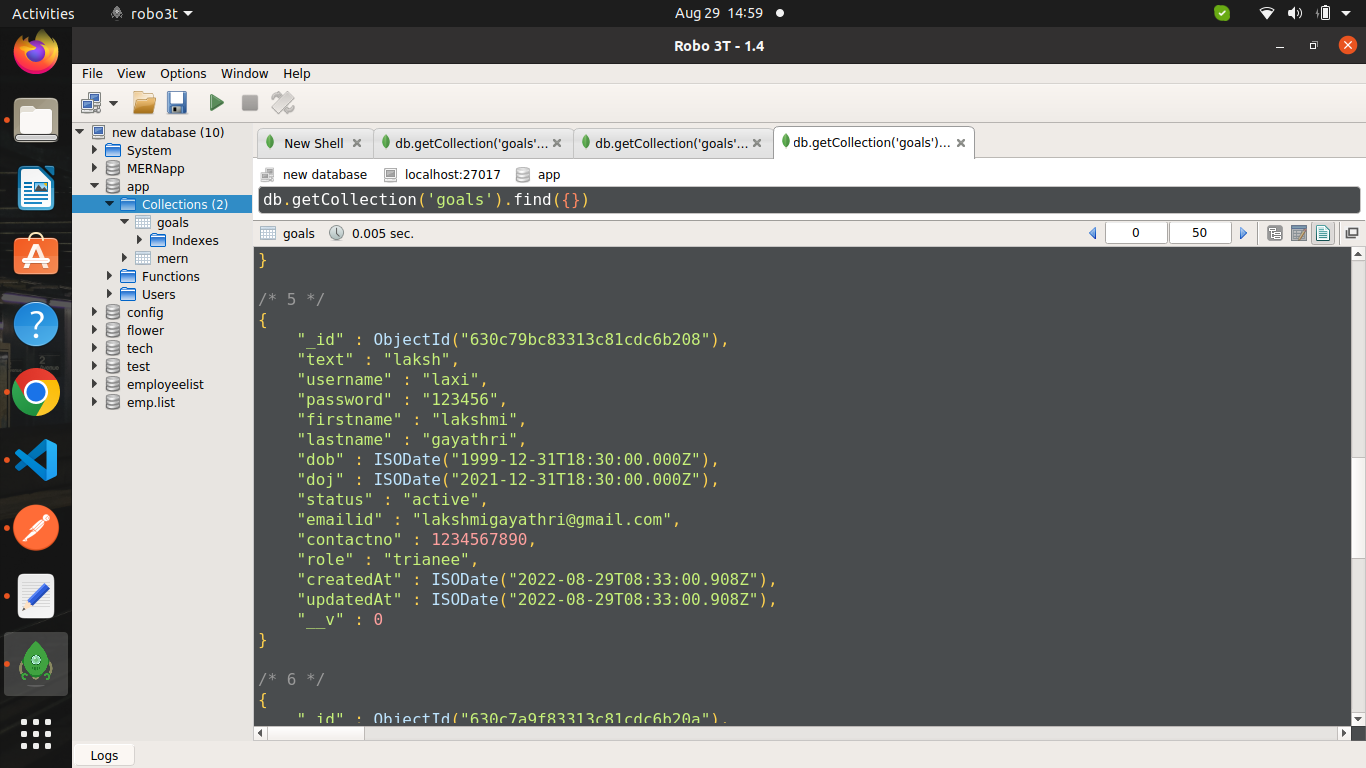 Activities
robo3t
Aug 29 14:59
Robo 3T - 1.4
File View Options Window Help
new database (10)
System
MERNapp
app
Collections (2)
goals
Indexes
mern
Functions
Users
config
flower
tech
test
employeelist
emp.list
New Shell
db.getCollection('goals'...
db.getCollection('goals'...
db.getCollection('goals')...
new database localhost:27017 app
db.getCollection('goals').find({})
goals 0.005 sec.
0 50
}
/* 5 */
{
"_id" : ObjectId("630c79bc83313c81cdc6b208"),
"text" : "laksh",
"username" : "laxi",
"password" : "123456",
"firstname" : "lakshmi",
"lastname" : "gayathri",
"dob" : ISODate("1999-12-31T18:30:00.000Z"),
"doj" : ISODate("2021-12-31T18:30:00.000Z"),
"status" : "active",
"emailid" : "lakshmigayathri@gmail.com",
"contactno" : 1234567890,
"role" : "trianee",
"createdAt" : ISODate("2022-08-29T08:33:00.908Z"),
"updatedAt" : ISODate("2022-08-29T08:33:00.908Z"),
"__v" : 0
}
/* 6 */
{
"_id" : ObjectId("630c7a9f83313c81cdc6b20a"),
Logs